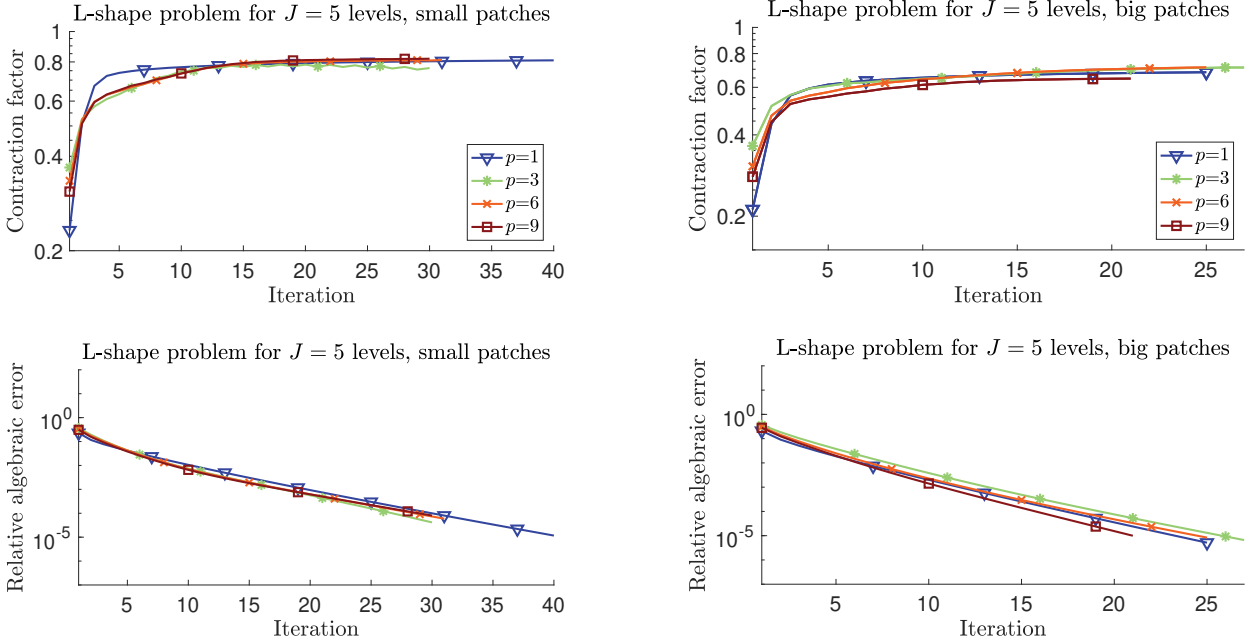 L-shape problem for J = 5 levels, small patches
Contraction factor
1
0.8
0.6
0.4
0.2
p=1
p=3
p=6
p=9
5 10 15 20 25 30 35 40
Iteration
L-shape problem for J = 5 levels, big patches
Contraction factor
1
0.8
0.6
0.4
0.2
p=1
p=3
p=6
p=9
5 10 15 20 25
Iteration
L-shape problem for J = 5 levels, small patches
Relative algebraic error
10^0
10^-5
5 10 15 20 25 30 35 40
Iteration
L-shape problem for J = 5 levels, big patches
Relative algebraic error
10^0
10^-5
5 10 15 20 25
Iteration